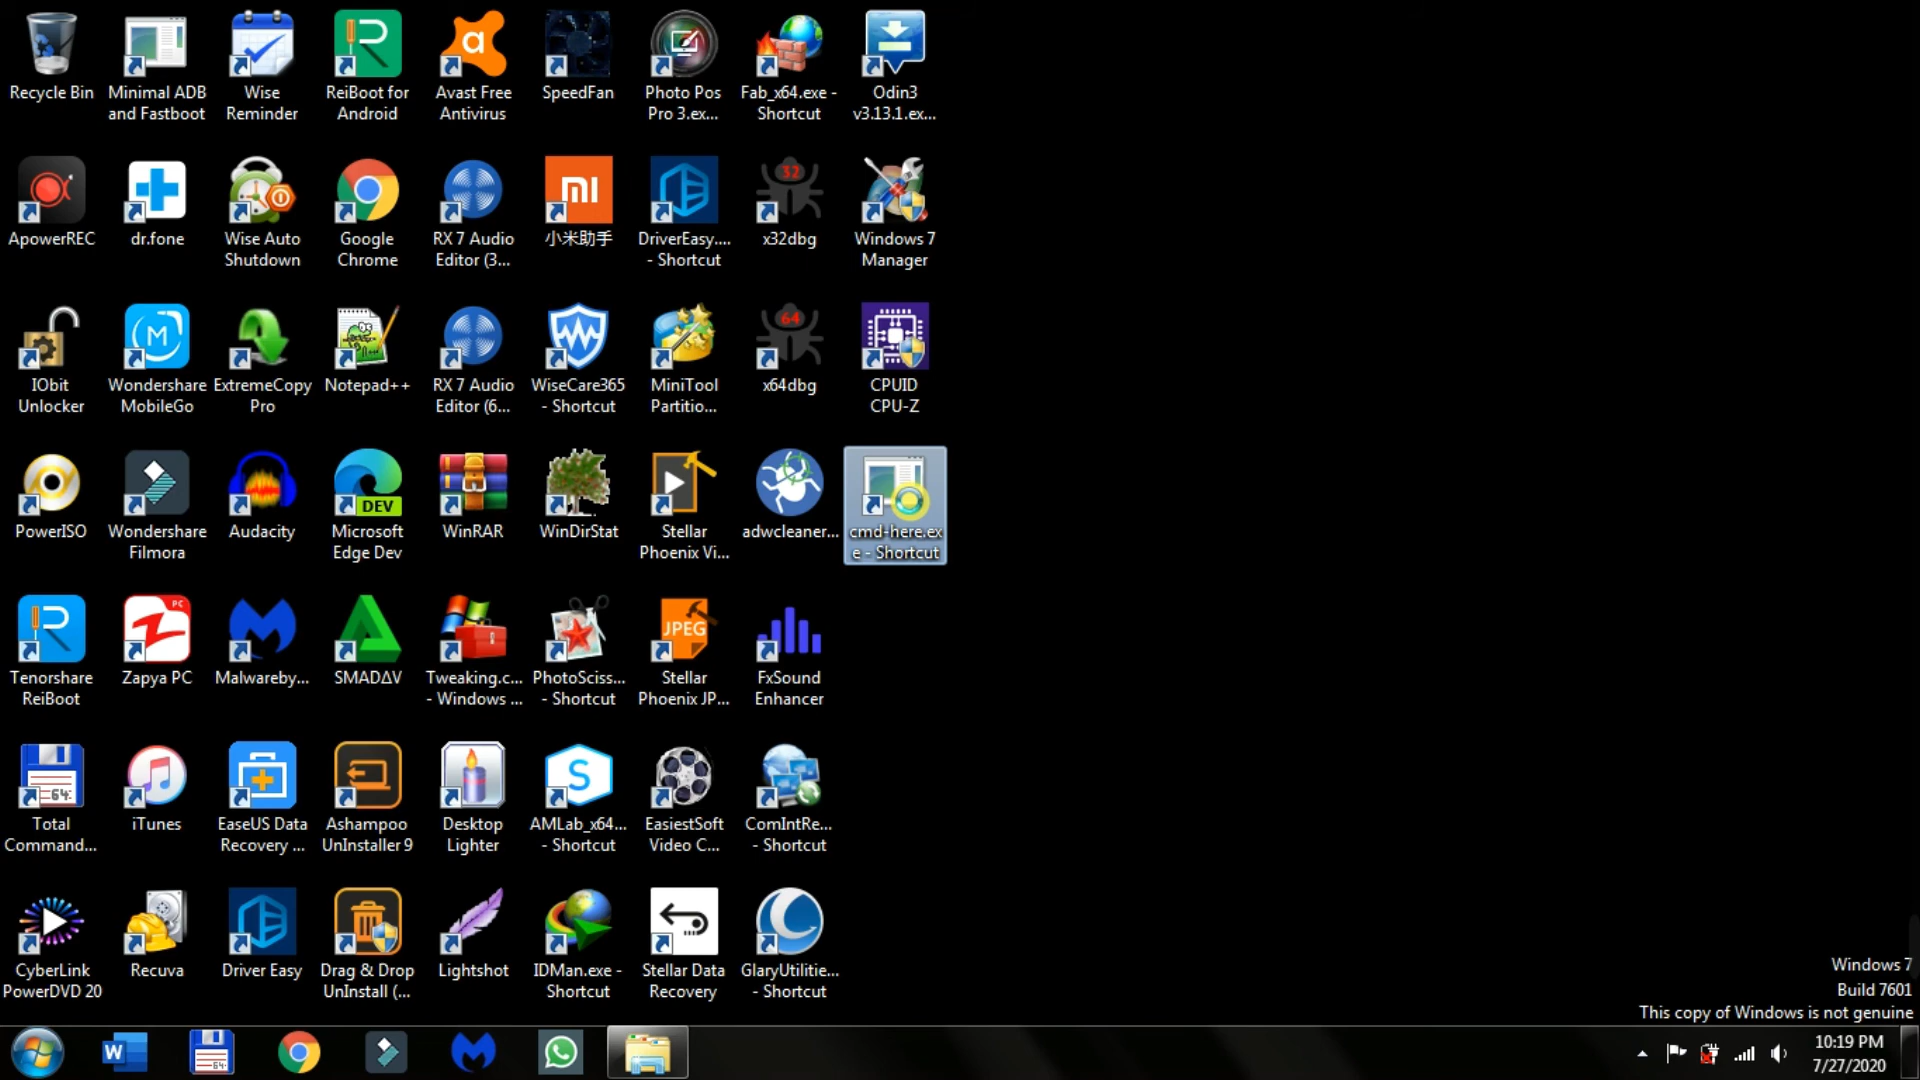 Recycle Bin
Minimal ADB
and Fastboot
Wise
Reminder
ReiBoot for
Android
Avast Free
Antivirus
SpeedFan
Photo Pos
Pro 3.ex...
Fab_x64.exe -
Shortcut
Odin3
v3.13.1.ex...
ApowerREC
dr.fone
Wise Auto
Shutdown
Google
Chrome
RX 7 Audio
Editor (3...
mi
小米助手
DriverEasy....
- Shortcut
32
x32dbg
Windows 7
Manager
IObit
Unlocker
M
Wondershare
MobileGo
ExtremeCopy
Pro
Notepad++
RX 7 Audio
Editor (6...
WiseCare365
- Shortcut
MiniTool
Partitio...
64
x64dbg
CPUID
CPU-Z
PowerISO
Wondershare
Filmora
Audacity
DEV
Microsoft
Edge Dev
WinRAR
WinDirStat
Stellar
Phoenix Vi...
adwcleaner...
cmd-here.ex
e - Shortcut
Tenorshare
ReiBoot
PC
Zapya PC
Malwareby...
SMADΔV
Tweaking.c...
- Windows ...
PhotoSciss...
- Shortcut
JPEG
Stellar
Phoenix JP...
FxSound
Enhancer
64
Total
Command...
iTunes
EaseUS Data
Recovery ...
Ashampoo
UnInstaller 9
Desktop
Lighter
S
AMLab_x64...
- Shortcut
EasiestSoft
Video C...
ComIntRe...
- Shortcut
CyberLink
PowerDVD 20
Recuva
Driver Easy
Drag & Drop
UnInstall (...
Lightshot
IDMan.exe -
Shortcut
Stellar Data
Recovery
GlaryUtilitie...
- Shortcut
Windows 7
Build 7601
This copy of Windows is not genuine
W
64
10:19 PM
7/27/2020